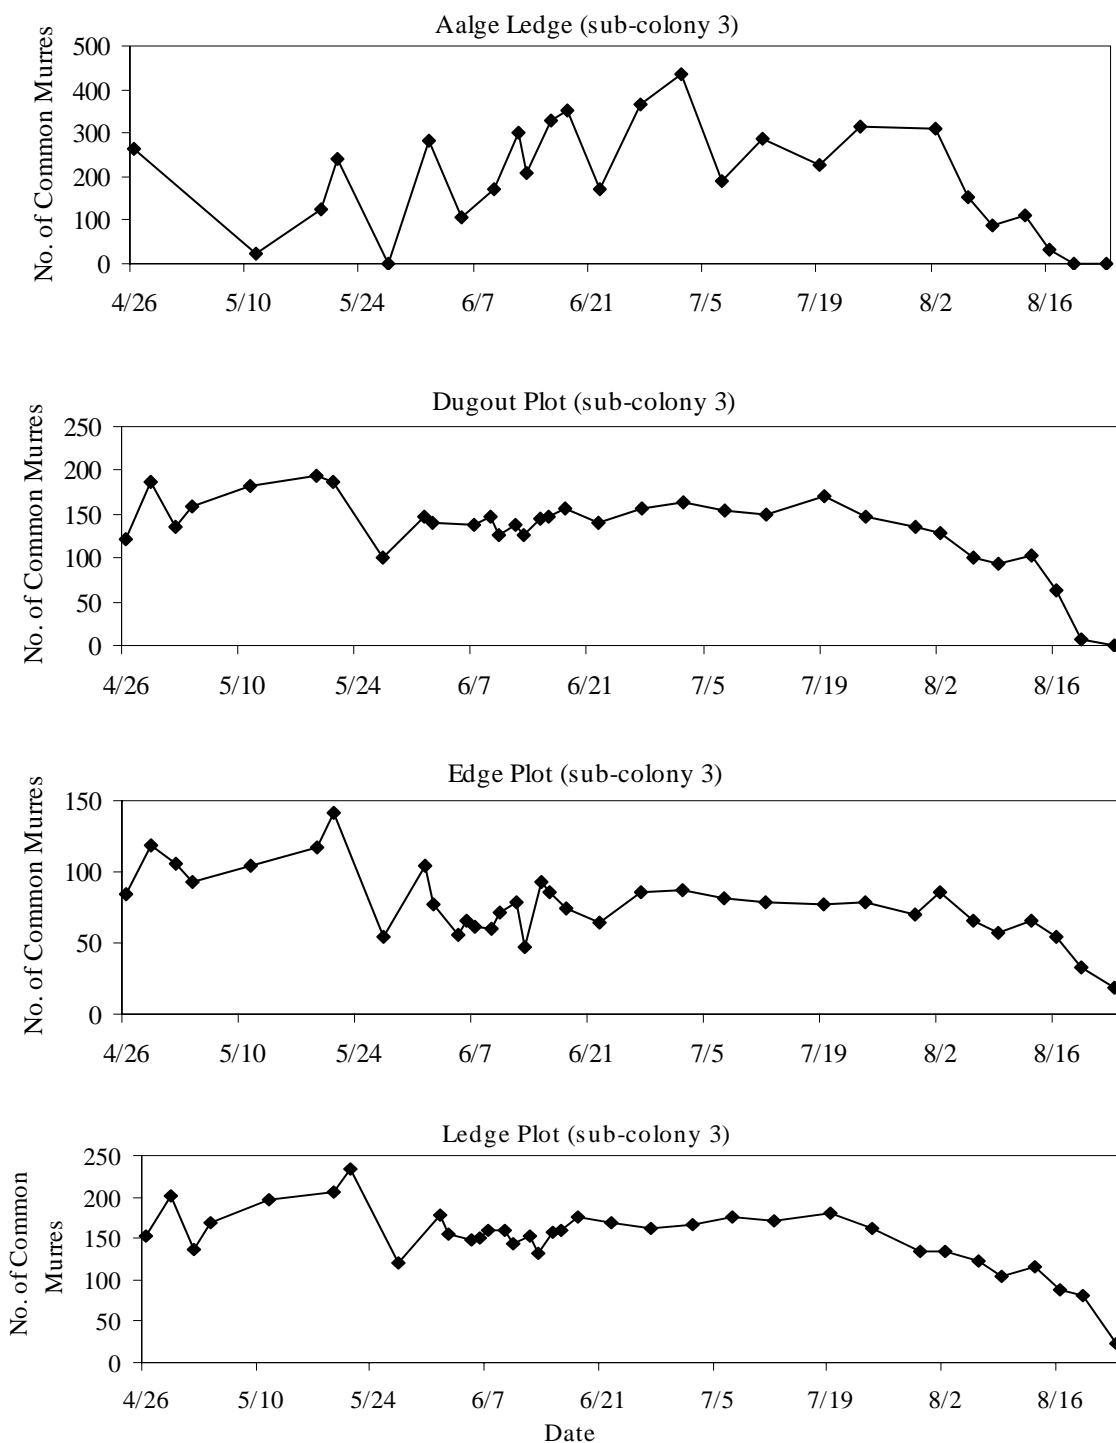 Aalge Ledge (sub-colony 3)
No. of Common Murres
500
400
300
200
100
0
4/26 5/10 5/24 6/7 6/21 7/5 7/19 8/2 8/16
Dugout Plot (sub-colony 3)
No. of Common Murres
250
200
150
100
50
0
4/26 5/10 5/24 6/7 6/21 7/5 7/19 8/2 8/16
Edge Plot (sub-colony 3)
No. of Common Murres
150
100
50
0
4/26 5/10 5/24 6/7 6/21 7/5 7/19 8/2 8/16
Ledge Plot (sub-colony 3)
No. of Common
Murres
250
200
150
100
50
0
4/26 5/10 5/24 6/7 6/21 7/5 7/19 8/2 8/16
Date